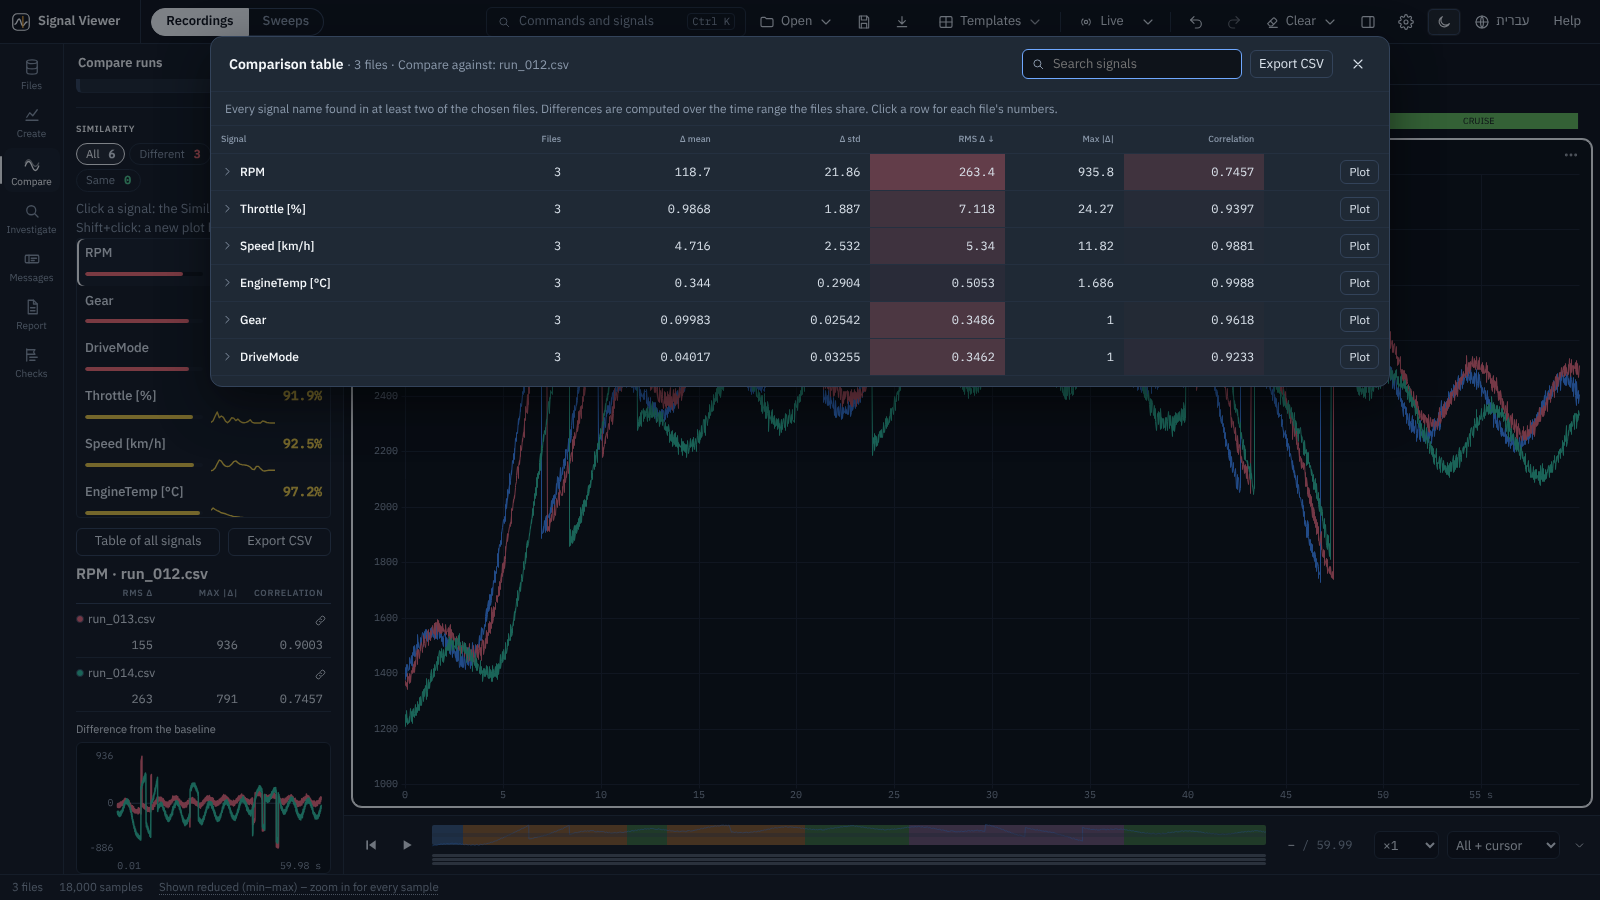 Signal Viewer
Recordings
Sweeps
Commands and signals
Ctrl K
Open
Templates
Live
Clear
עברית
Help
Files
Create
Compare
Investigate
Messages
Report
Checks
Compare runs
SIMILARITY
All 6
Different 3
Same 0
Click a signal: the Simil
Shift+click: a new plot
RPM
Gear
DriveMode
Throttle [%] 91.9%
Speed [km/h] 92.5%
EngineTemp [°C] 97.2%
Table of all signals
Export CSV
RPM · run_012.csv
RMS Δ MAX |Δ| CORRELATION
run_013.csv
155 936 0.9003
run_014.csv
263 791 0.7457
Difference from the baseline
936
0
-886
0.01 59.98 s
Comparison table · 3 files · Compare against: run_012.csv
Search signals
Export CSV
Every signal name found in at least two of the chosen files. Differences are computed over the time range the files share. Click a row for each file's numbers.
Signal Files Δ mean Δ std RMS Δ ↓ Max |Δ| Correlation
RPM 3 118.7 21.86 263.4 935.8 0.7457 Plot
Throttle [%] 3 0.9868 1.887 7.118 24.27 0.9397 Plot
Speed [km/h] 3 4.716 2.532 5.34 11.82 0.9881 Plot
EngineTemp [°C] 3 0.344 0.2904 0.5053 1.686 0.9988 Plot
Gear 3 0.09983 0.02542 0.3486 1 0.9618 Plot
DriveMode 3 0.04017 0.03255 0.3462 1 0.9233 Plot
CRUISE
2400
2200
2000
1800
1600
1400
1200
1000
0 5 10 15 20 25 30 35 40 45 50 55 s
– / 59.99
×1
All + cursor
3 files
18,000 samples
Shown reduced (min–max) – zoom in for every sample